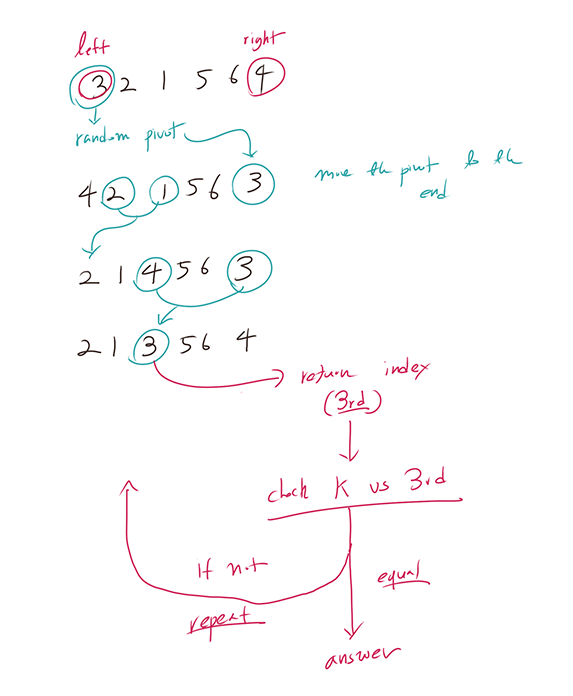 left right
3 2 1 5 6 4
random pivot
4 2 1 5 6 3
move the pivot to the
end
2 1 4 5 6 3
2 1 3 5 6 4
return index
(3rd)
check K vs 3rd
If not
equal
repeat
answer